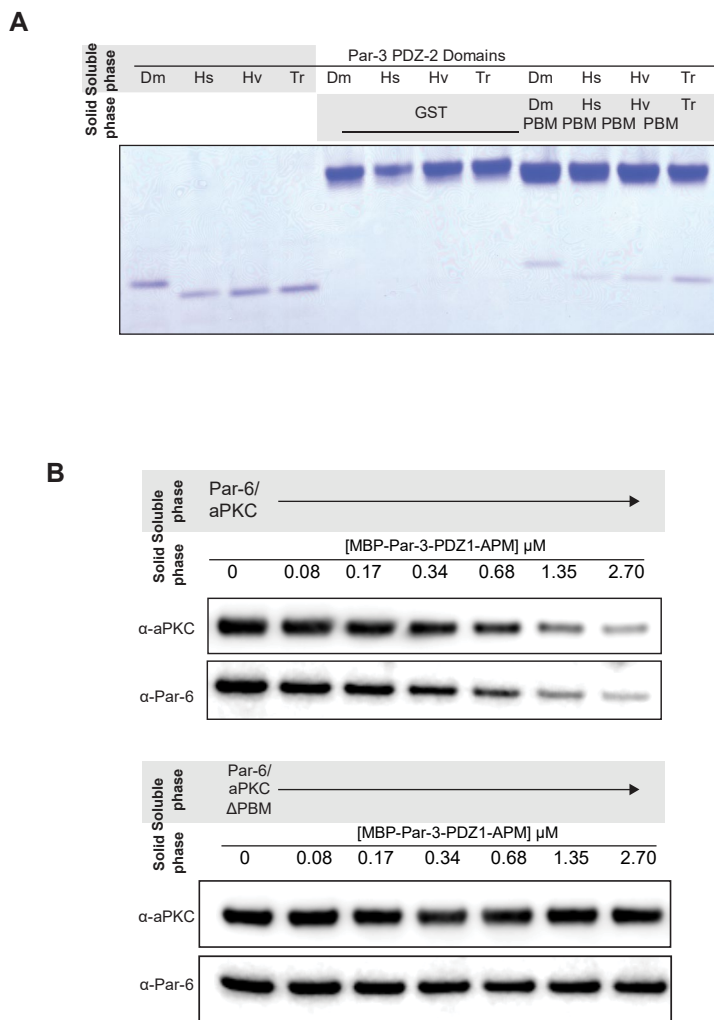 A
Par-3 PDZ-2 Domains
Soluble phase
Dm Hs Hv Tr Dm Hs Hv Tr Dm Hs Hv Tr
Solid phase
GST
Dm Hs Hv Tr
PBM PBM PBM PBM
B
Soluble phase
Par-6/
aPKC
Solid phase
[MBP-Par-3-PDZ1-APM] µM
0 0.08 0.17 0.34 0.68 1.35 2.70
α-aPKC
α-Par-6
Soluble phase
Par-6/
aPKC
ΔPBM
Solid phase
[MBP-Par-3-PDZ1-APM] µM
0 0.08 0.17 0.34 0.68 1.35 2.70
α-aPKC
α-Par-6